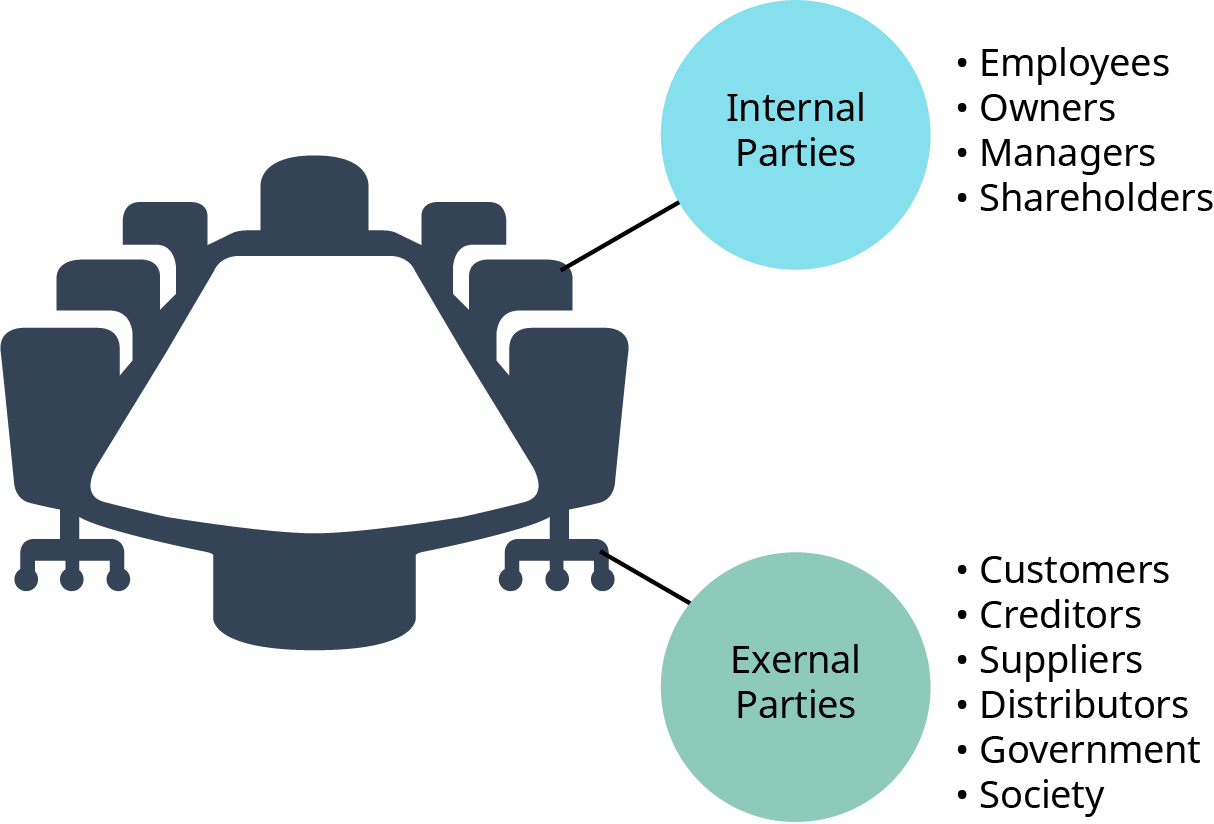 Internal
Parties
• Employees
• Owners
• Managers
• Shareholders
Exernal
Parties
• Customers
• Creditors
• Suppliers
• Distributors
• Government
• Society